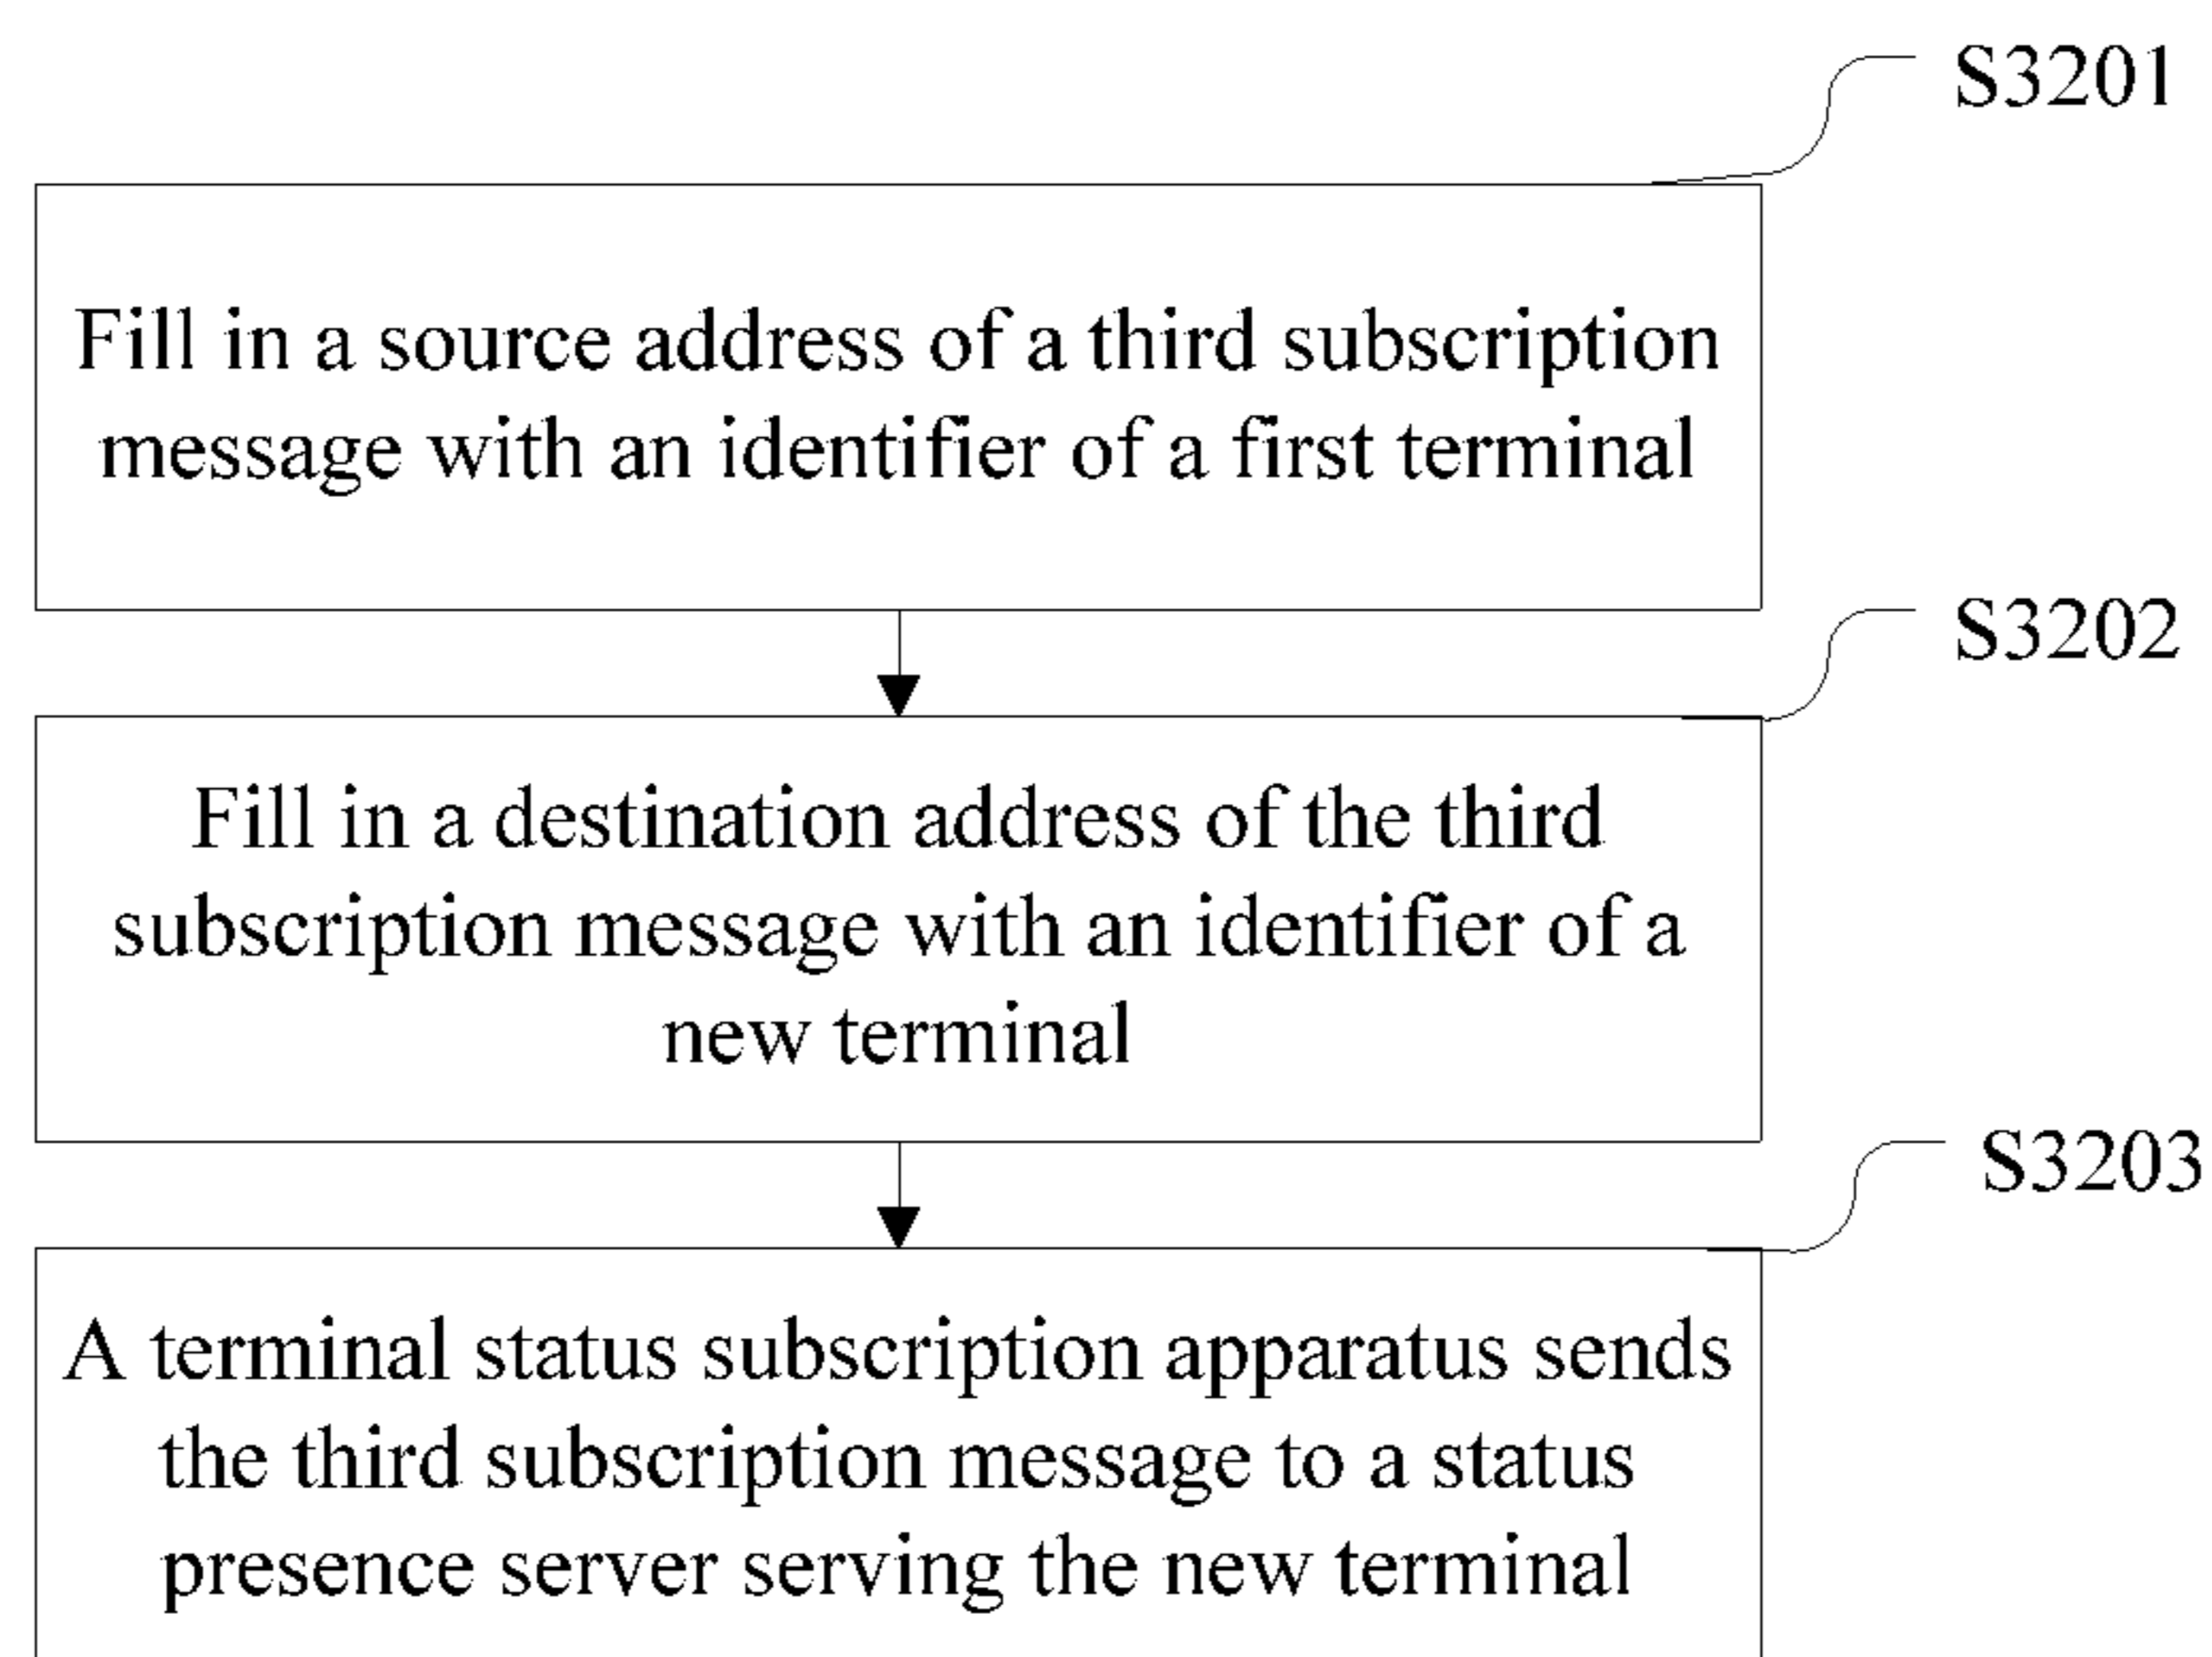 S3201
Fill in a source address of a third subscription
message with an identifier of a first terminal
S3202
Fill in a destination address of the third
subscription message with an identifier of a
new terminal
S3203
A terminal status subscription apparatus sends
the third subscription message to a status
presence server serving the new terminal